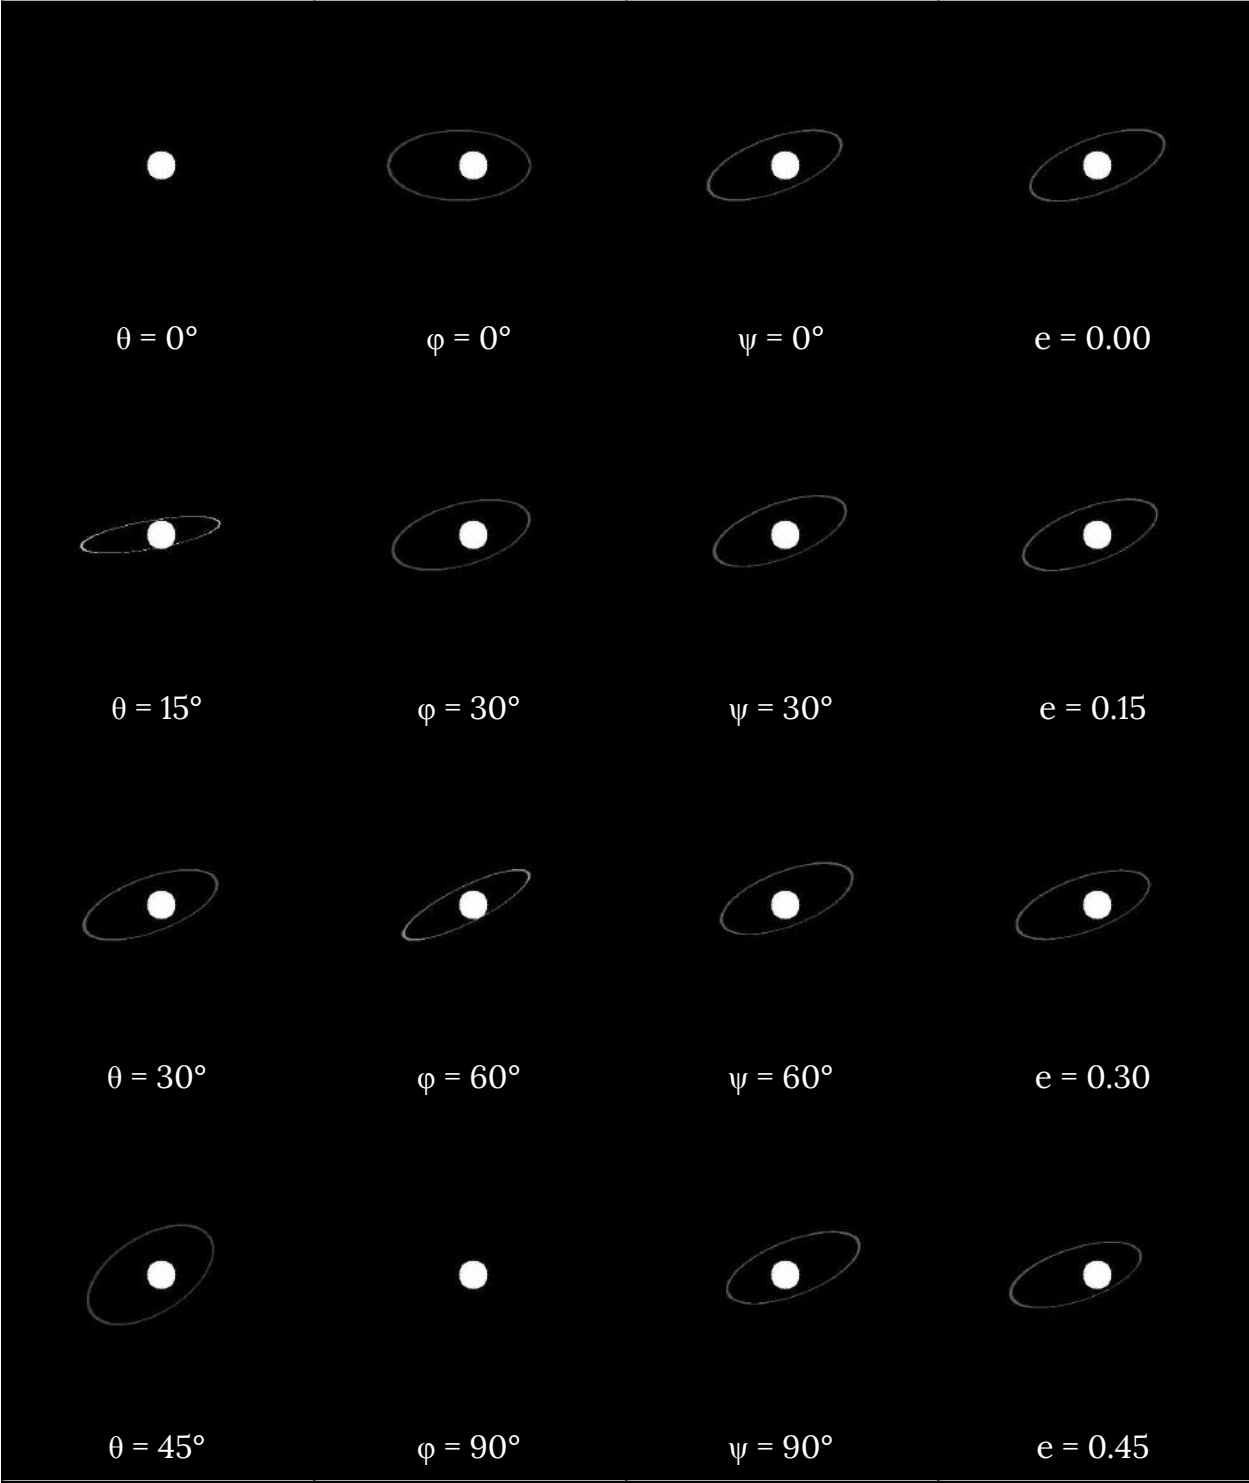 θ = 0° φ = 0° ψ = 0° e = 0.00
θ = 15° φ = 30° ψ = 30° e = 0.15
θ = 30° φ = 60° ψ = 60° e = 0.30
θ = 45° φ = 90° ψ = 90° e = 0.45